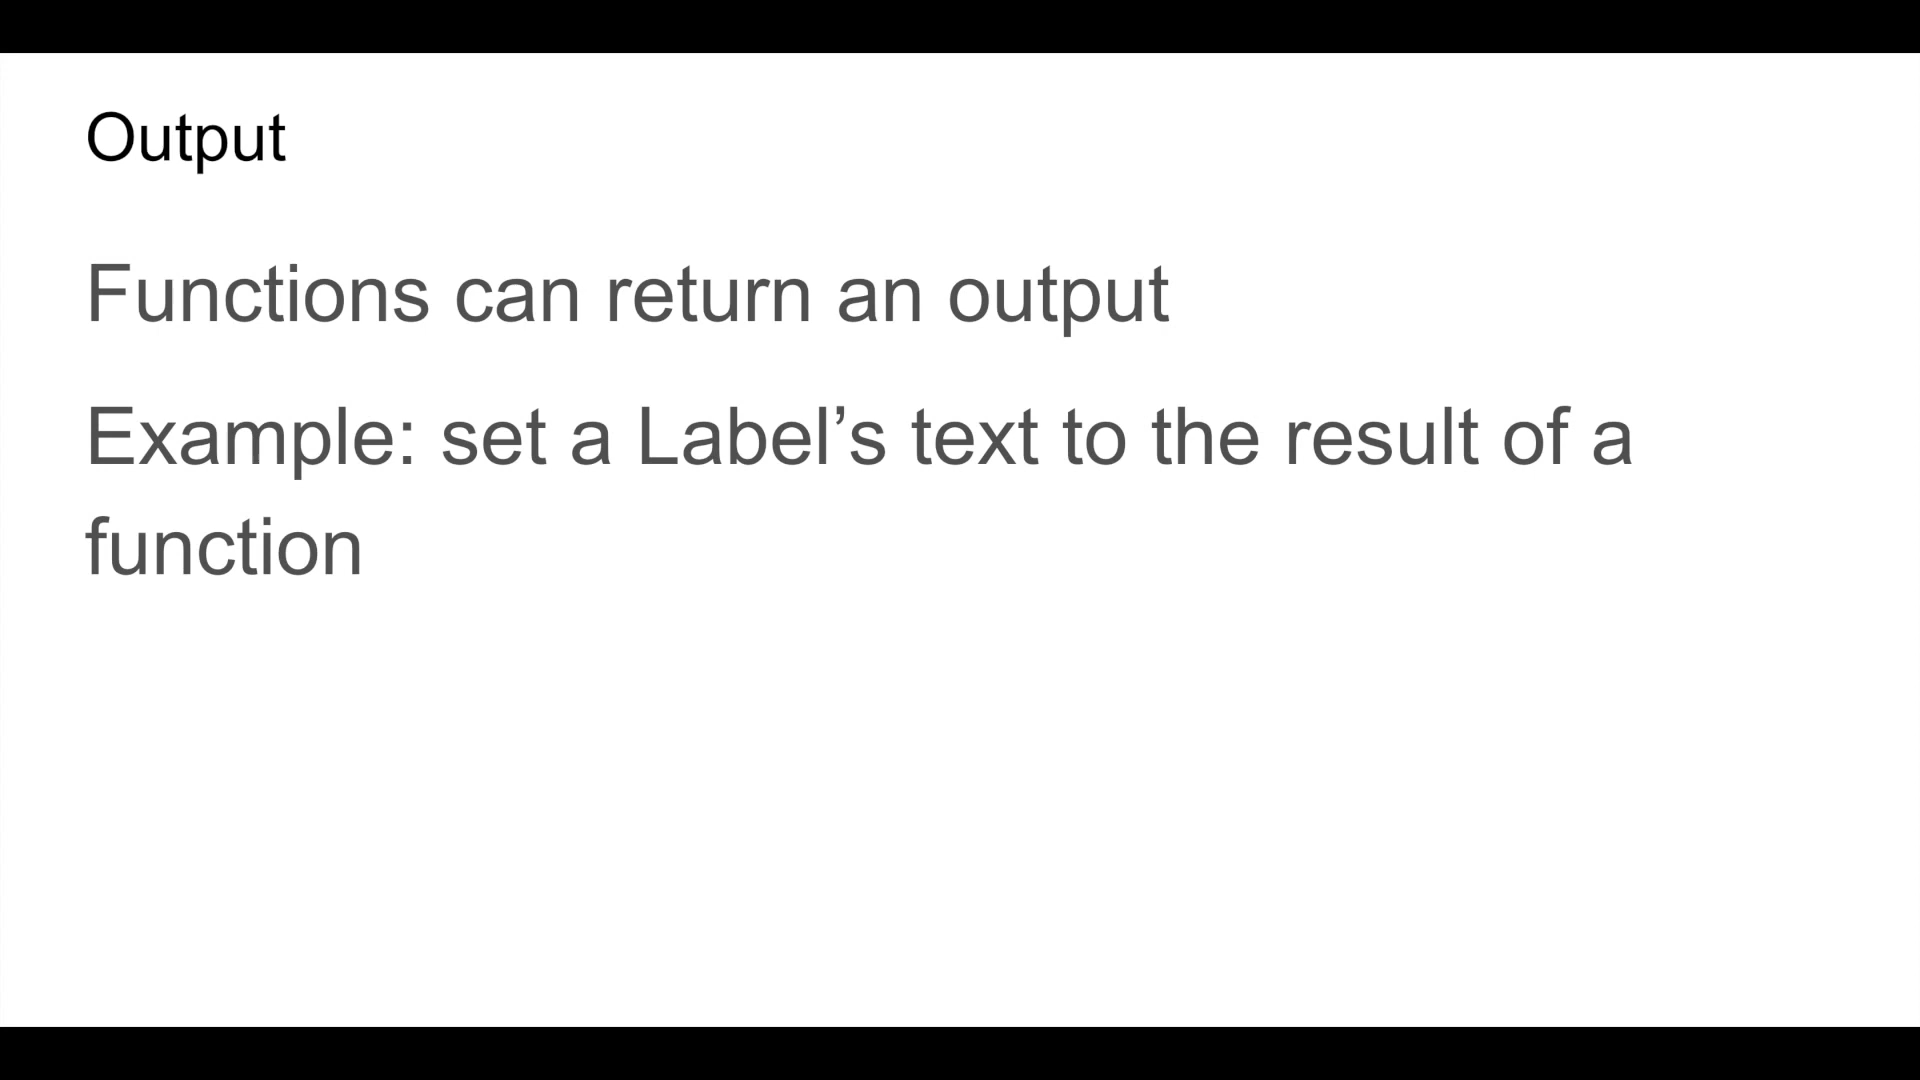 Output
Functions can return an output
Example: set a Label’s text to the result of a
function